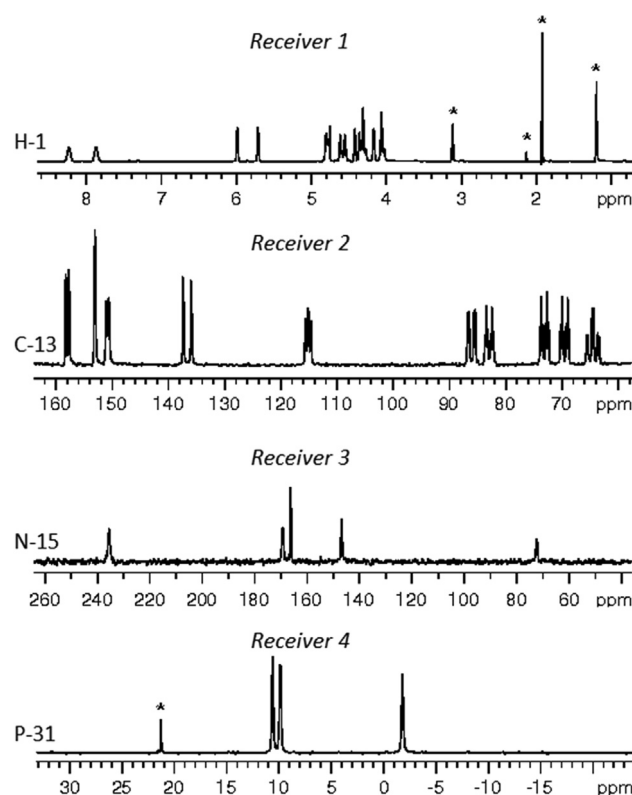 Receiver 1
* * * *
H-1
8 7 6 5 4 3 2 ppm
Receiver 2
C-13
160 150 140 130 120 110 100 90 80 70 ppm
Receiver 3
N-15
260 240 220 200 180 160 140 120 100 80 60 ppm
Receiver 4
*
P-31
30 20 10 5 0 -5 -10 -15 ppm